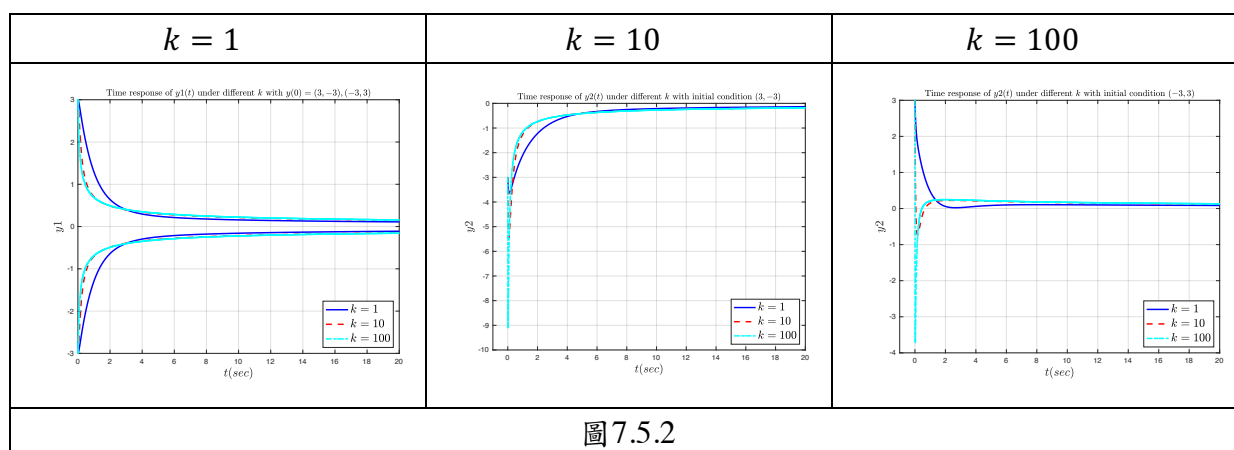 k = 1
k = 10
k = 100
Time response of y1(t) under different k with y(0) = (3, −3), (−3, 3)
3
2
1
0
-1
-2
-3
y1
0 2 4 6 8 10 12 14 16 18 20
t(sec)
k = 1
k = 10
k = 100
Time response of y2(t) under different k with initial condition (3, −3)
0
-1
-2
-3
-4
-5
-6
-7
-8
-9
-10
y2
0 2 4 6 8 10 12 14 16 18 20
t(sec)
k = 1
k = 10
k = 100
Time response of y2(t) under different k with initial condition (−3, 3)
3
2
1
0
-1
-2
-3
-4
y2
0 2 4 6 8 10 12 14 16 18 20
t(sec)
k = 1
k = 10
k = 100
圖7.5.2